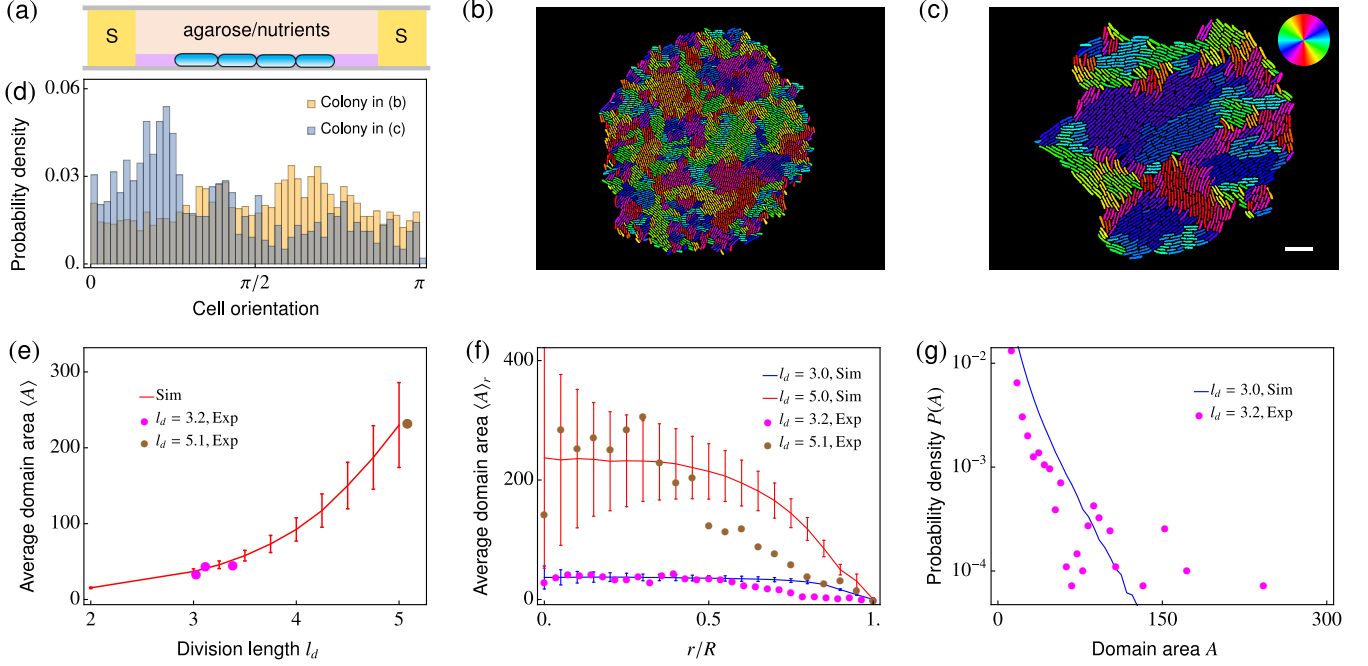 (a)
S
agarose/nutrients
S
(b)
(c)
(d)
Probability density
0.06
0.03
0.
Colony in (b)
Colony in (c)
0
π/2
π
Cell orientation
(e)
Average domain area ⟨A⟩
300
200
100
0
Sim
l_d = 3.2, Exp
l_d = 5.1, Exp
2
3
4
5
Division length l_d
(f)
Average domain area ⟨A⟩_r
400
200
0
l_d = 3.0, Sim
l_d = 5.0, Sim
l_d = 3.2, Exp
l_d = 5.1, Exp
0.
0.5
1.
r/R
(g)
Probability density P(A)
10^{-2}
10^{-3}
10^{-4}
l_d = 3.0, Sim
l_d = 3.2, Exp
0
150
300
Domain area A